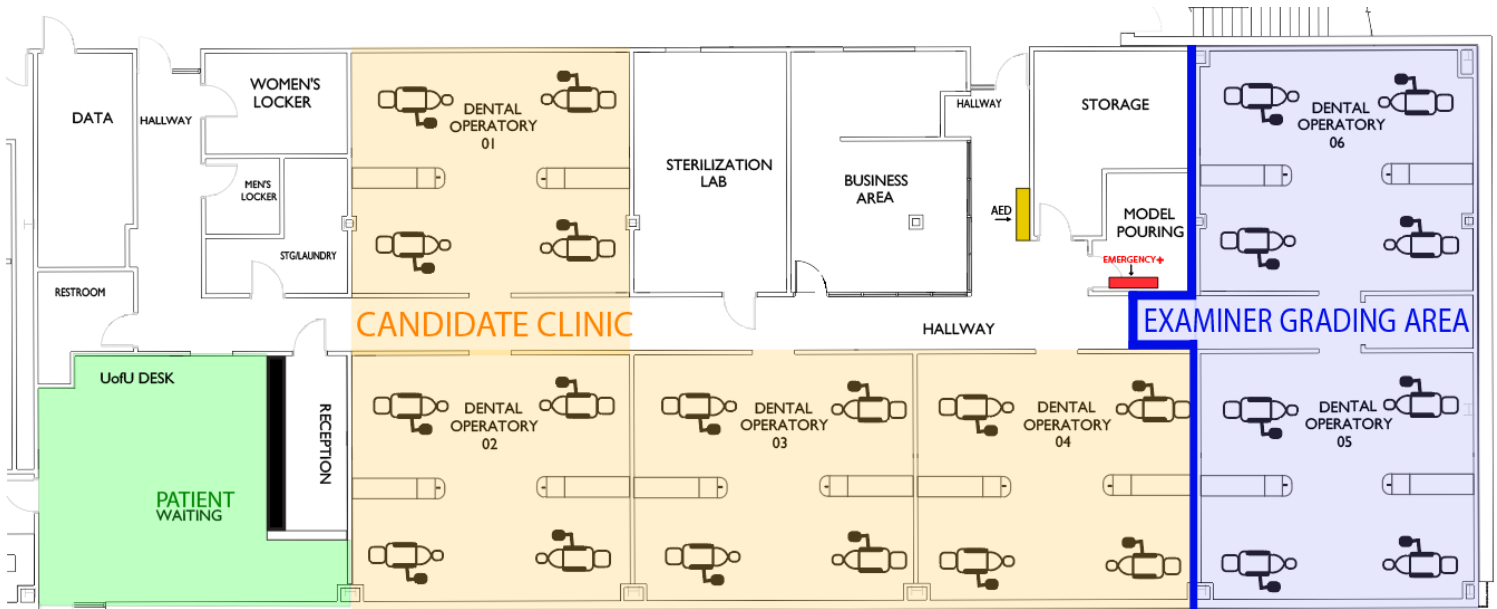 DATA
HALLWAY
WOMEN'S
LOCKER
MEN'S
LOCKER
STG/LAUNDRY
RESTROOM
DENTAL
OPERATORY
01
STERILIZATION
LAB
BUSINESS
AREA
HALLWAY
AED
STORAGE
MODEL
POURING
EMERGENCY+
DENTAL
OPERATORY
06
CANDIDATE CLINIC
HALLWAY
EXAMINER GRADING AREA
UofU DESK
PATIENT
WAITING
RECEPTION
DENTAL
OPERATORY
02
DENTAL
OPERATORY
03
DENTAL
OPERATORY
04
DENTAL
OPERATORY
05